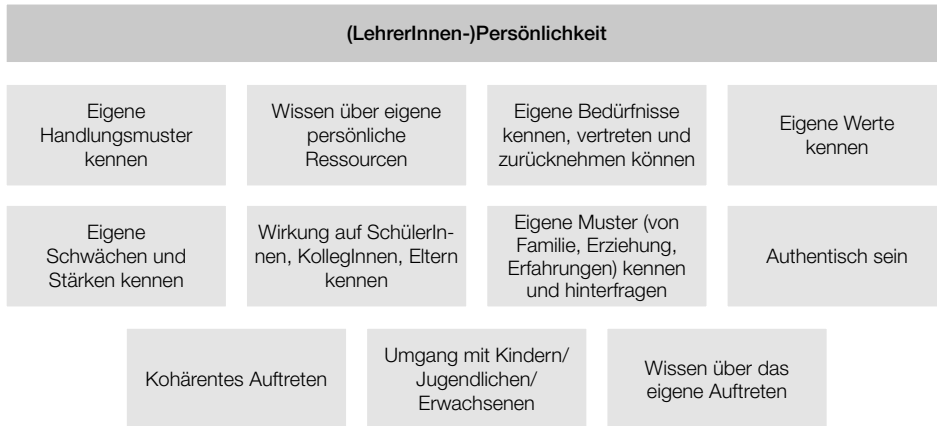 (LehrerInnen-)Persönlichkeit
Eigene
Handlungsmuster
kennen
Wissen über eigene
persönliche
Ressourcen
Eigene Bedürfnisse
kennen, vertreten und
zurücknehmen können
Eigene Werte
kennen
Eigene
Schwächen und
Stärken kennen
Wirkung auf SchülerIn-
nen, KollegInnen, Eltern
kennen
Eigene Muster (von
Familie, Erziehung,
Erfahrungen) kennen
und hinterfragen
Authentisch sein
Kohärentes Auftreten
Umgang mit Kindern/
Jugendlichen/
Erwachsenen
Wissen über das
eigene Auftreten